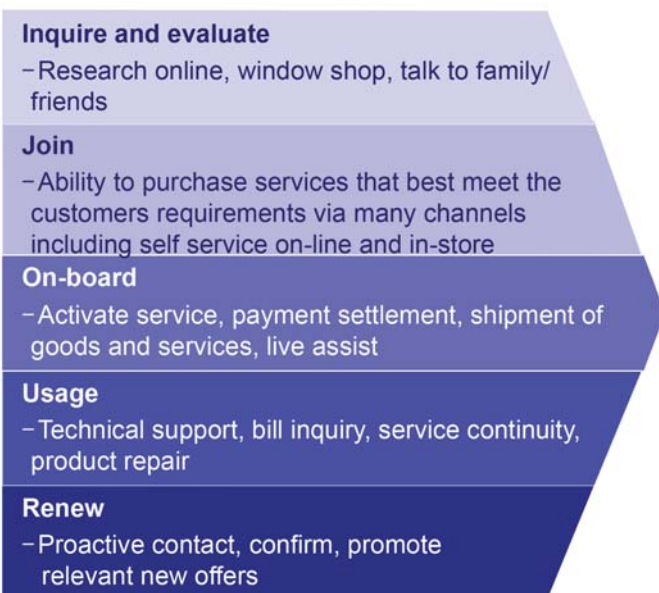 Inquire and evaluate
–Research online, window shop, talk to family/
friends
Join
–Ability to purchase services that best meet the
customers requirements via many channels
including self service on-line and in-store
On-board
–Activate service, payment settlement, shipment of
goods and services, live assist
Usage
–Technical support, bill inquiry, service continuity,
product repair
Renew
–Proactive contact, confirm, promote
relevant new offers